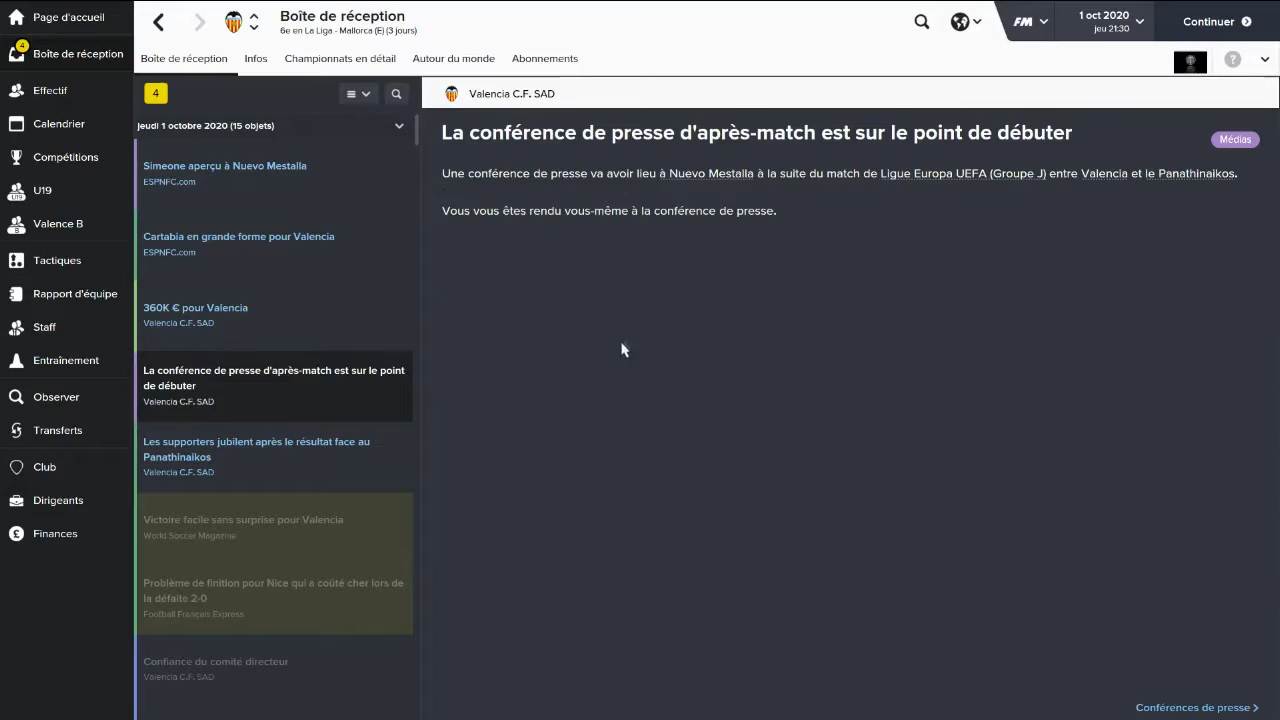 Page d'accueil
4
Boîte de réception
Effectif
Calendrier
Compétitions
U19
U19
Valence B
B
Tactiques
Rapport d'équipe
Staff
Entraînement
Observer
Transferts
Club
Dirigeants
Finances
Boîte de réception
6e en La Liga - Mallorca (E) (3 jours)
FM
1 oct 2020
jeu 21:30
Continuer
Boîte de réception
Infos
Championnats en détail
Autour du monde
Abonnements
?
4
jeudi 1 octobre 2020 (15 objets)
Simeone aperçu à Nuevo Mestalla
ESPNFC.com
Cartabia en grande forme pour Valencia
ESPNFC.com
360K € pour Valencia
Valencia C.F. SAD
La conférence de presse d'après-match est sur le point
de débuter
Valencia C.F. SAD
Les supporters jubilent après le résultat face au
Panathinaikos
Valencia C.F. SAD
Victoire facile sans surprise pour Valencia
World Soccer Magazine
Problème de finition pour Nice qui a coûté cher lors de
la défaite 2-0
Football Français Express
Confiance du comité directeur
Valencia C.F. SAD
Valencia C.F. SAD
La conférence de presse d'après-match est sur le point de débuter
Médias
Une conférence de presse va avoir lieu à Nuevo Mestalla à la suite du match de Ligue Europa UEFA (Groupe J) entre Valencia et le Panathinaikos.
Vous vous êtes rendu vous-même à la conférence de presse.
Conférences de presse >